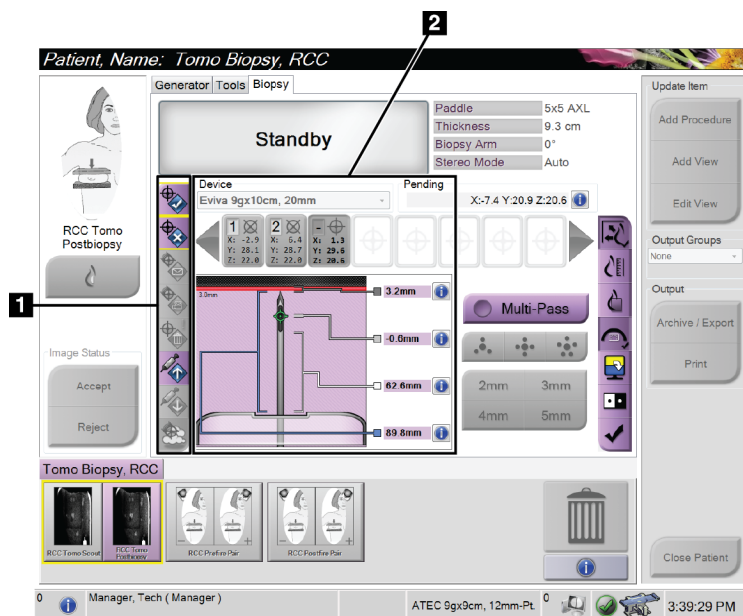 2
Patient, Name: Tomo Biopsy, RCC
Generator Tools Biopsy
Update Item
Add Procedure
Add View
Edit View
Output Groups
None
Output
Archive / Export
Print
Close Patient
Standby
Paddle 5x5 AXL
Thickness 9.3 cm
Biopsy Arm 0°
Stereo Mode Auto
RCC Tomo
Postbiopsy
Image Status
Accept
Reject
1
Device Pending
Eviva 9gx10cm, 20mm
X:-7.4 Y:20.9 Z:20.6
1
X: -2.9
Y: 28.1
Z: 22.0
2
X: 6.4
Y: 28.7
Z: 22.0
-
X: 1.3
Y: 29.6
Z: 20.6
3.0mm
3.2mm
-0.6mm
62.6mm
89.8mm
Multi-Pass
2mm 3mm
4mm 5mm
Tomo Biopsy, RCC
RCC Tomo Scout
RCC Tomo
Postbiopsy
RCC Prefire Pair
RCC Postfire Pair
0 Manager, Tech ( Manager )
ATEC 9gx9cm, 12mm-Pt. 0 3:39:29 PM